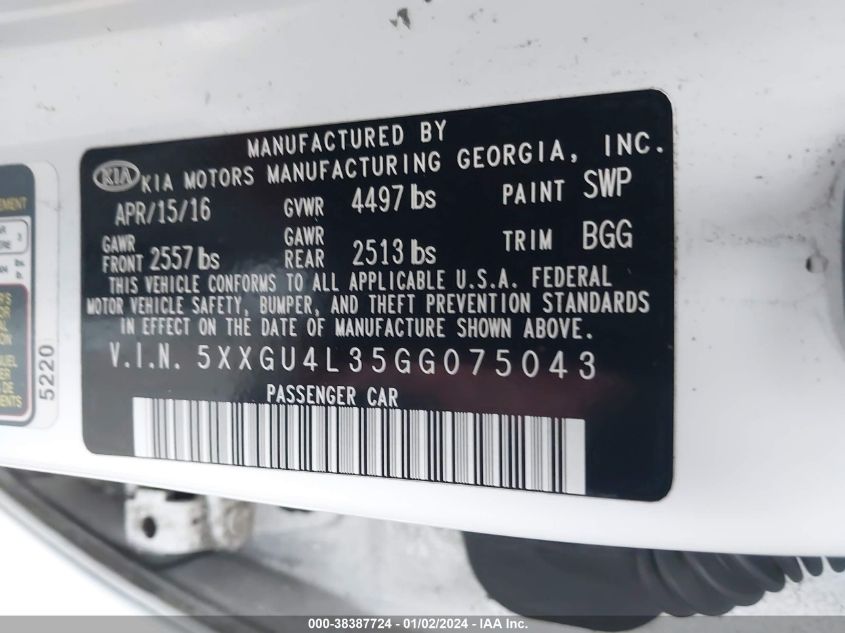 MANUFACTURED BY
KIA KIA MOTORS MANUFACTURING GEORGIA, INC.
APR/15/16 GVWR 4497 lbs PAINT SWP
GAWR FRONT 2557 lbs GAWR REAR 2513 lbs TRIM BGG
THIS VEHICLE CONFORMS TO ALL APPLICABLE U.S.A. FEDERAL
MOTOR VEHICLE SAFETY, BUMPER, AND THEFT PREVENTION STANDARDS
IN EFFECT ON THE DATE OF MANUFACTURE SHOWN ABOVE.
V.I.N. 5XXGU4L35GG075043
PASSENGER CAR
5220
000-38387724 - 01/02/2024 - IAAI.com